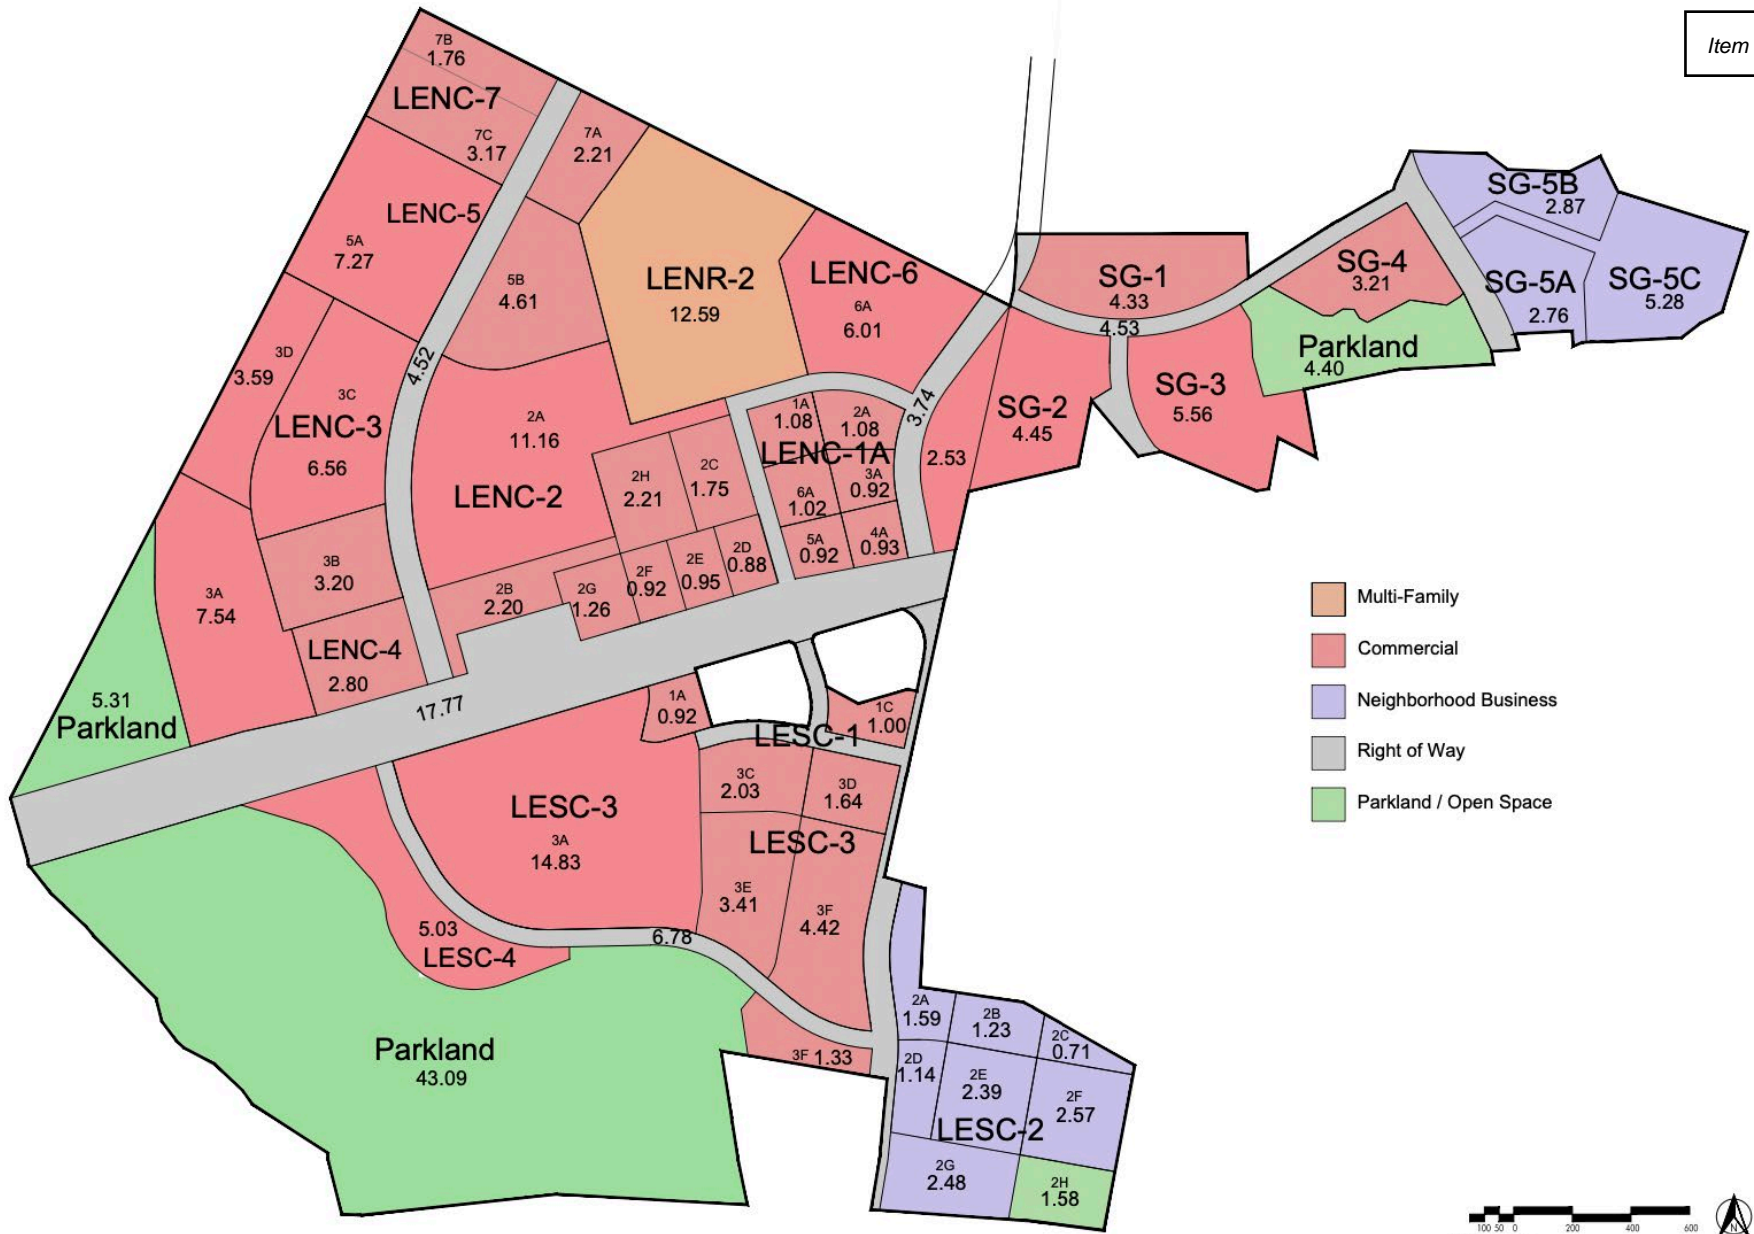 Item
7B
1.76
LENC-7
7C
3.17
7A
2.21
LENC-5
5A
7.27
5B
4.61
LENR-2
12.59
LENC-6
6A
6.01
SG-1
4.33
4.53
SG-4
3.21
SG-5B
2.87
SG-5A
2.76
SG-5C
5.28
Parkland
4.40
SG-3
5.56
SG-2
4.45
2.53
3.74
3D
3.59
4.52
3C
LENC-3
6.56
2A
11.16
LENC-2
1A
1.08
2A
1.08
LENC-1A
3A
0.92
6A
1.02
5A
0.92
4A
0.93
2H
2.21
2C
1.75
2D
0.88
2E
0.95
2F
0.92
2G
1.26
2B
2.20
3B
3.20
3A
7.54
LENC-4
2.80
5.31
Parkland
17.77
1A
0.92
1C
1.00
LESC-1
3C
2.03
3D
1.64
LESC-3
3A
14.83
LESC-3
3E
3.41
3F
4.42
5.03
LESC-4
6.78
Parkland
43.09
3F 1.33
2A
1.59
2B
1.23
2C
0.71
2D
1.14
2E
2.39
2F
2.57
LESC-2
2G
2.48
2H
1.58
Multi-Family
Commercial
Neighborhood Business
Right of Way
Parkland / Open Space
100 50 0 200 400 600
N